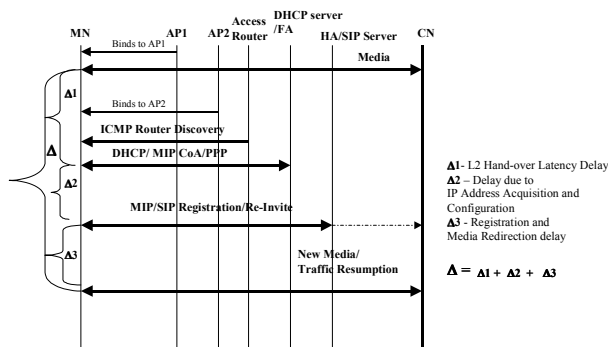 MN
AP1
AP2
Access
Router
DHCP server
/FA
HA/SIP Server
CN
Binds to AP1
Media
Δ1
Binds to AP2
ICMP Router Discovery
Δ
DHCP/ MIP CoA/PPP
Δ2
MIP/SIP Registration/Re-Invite
Δ3
New Media/
Traffic Resumption
Δ1- L2 Hand-over Latency Delay
Δ2 – Delay due to
IP Address Acquisition and
Configuration
Δ3 - Registration and
Media Redirection delay
Δ = Δ1 + Δ2 + Δ3